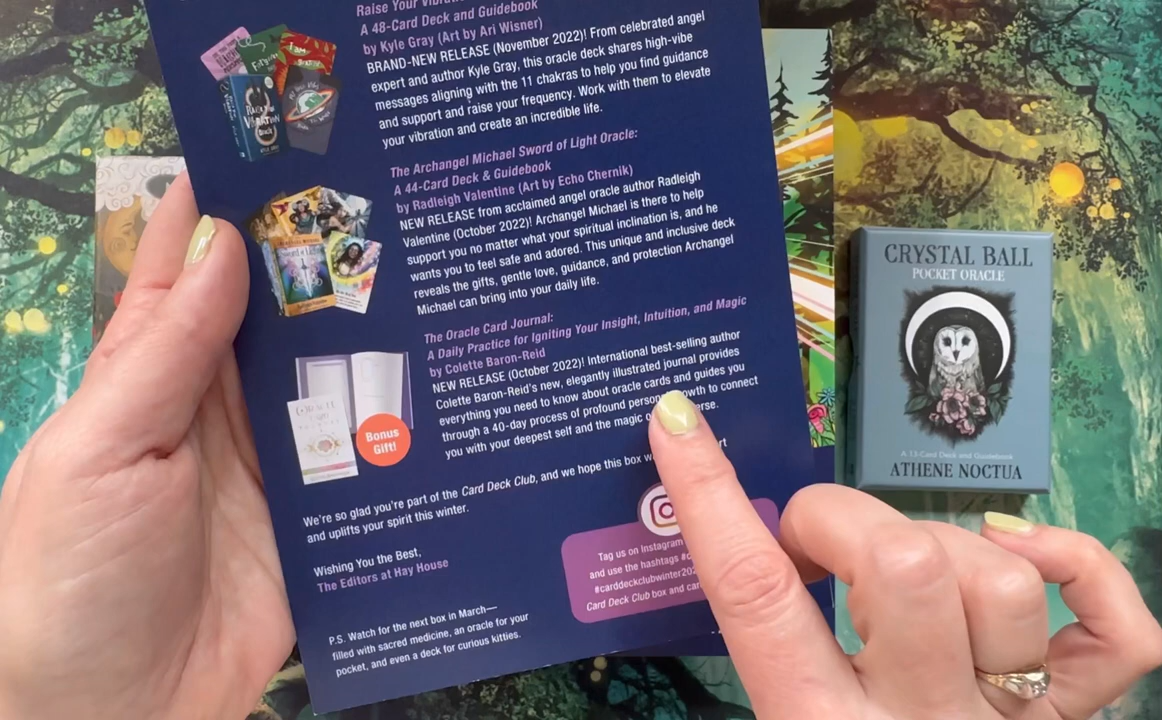 Raise Your Vibration
A 48-Card Deck and Guidebook
by Kyle Gray (Art by Ari Wisner)
BRAND-NEW RELEASE (November 2022)! From celebrated angel
expert and author Kyle Gray, this oracle deck shares high-vibe
messages aligning with the 11 chakras to help you find guidance
and support and raise your frequency. Work with them to elevate
your vibration and create an incredible life.
The Archangel Michael Sword of Light Oracle:
A 44-Card Deck & Guidebook
by Radleigh Valentine (Art by Echo Chernik)
NEW RELEASE from acclaimed angel oracle author Radleigh
Valentine (October 2022)! Archangel Michael is there to help
support you no matter what your spiritual inclination is, and he
wants you to feel safe and adored. This unique and inclusive deck
reveals the gifts, gentle love, guidance, and protection Archangel
Michael can bring into your daily life.
The Oracle Card Journal:
A Daily Practice for Igniting Your Insight, Intuition, and Magic
by Colette Baron-Reid
NEW RELEASE (October 2022)! International best-selling author
Colette Baron-Reid's new, elegantly illustrated journal provides
everything you need to know about oracle cards and guides you
through a 40-day process of profound personal growth to connect
you with your deepest self and the magic
Bonus
Gift!
We're so glad you're part of the Card Deck Club, and we hope this box
and uplifts your spirit this winter.
Wishing You the Best,
The Editors at Hay House
P.S. Watch for the next box in March—
filled with sacred medicine, an oracle for your
pocket, and even a deck for curious kitties.
Tag us on Instagram
and use the hashtags
Card Deck Club box and
CRYSTAL BALL
POCKET ORACLE
A 13-Card Deck and Guidebook
ATHENE NOCTUA